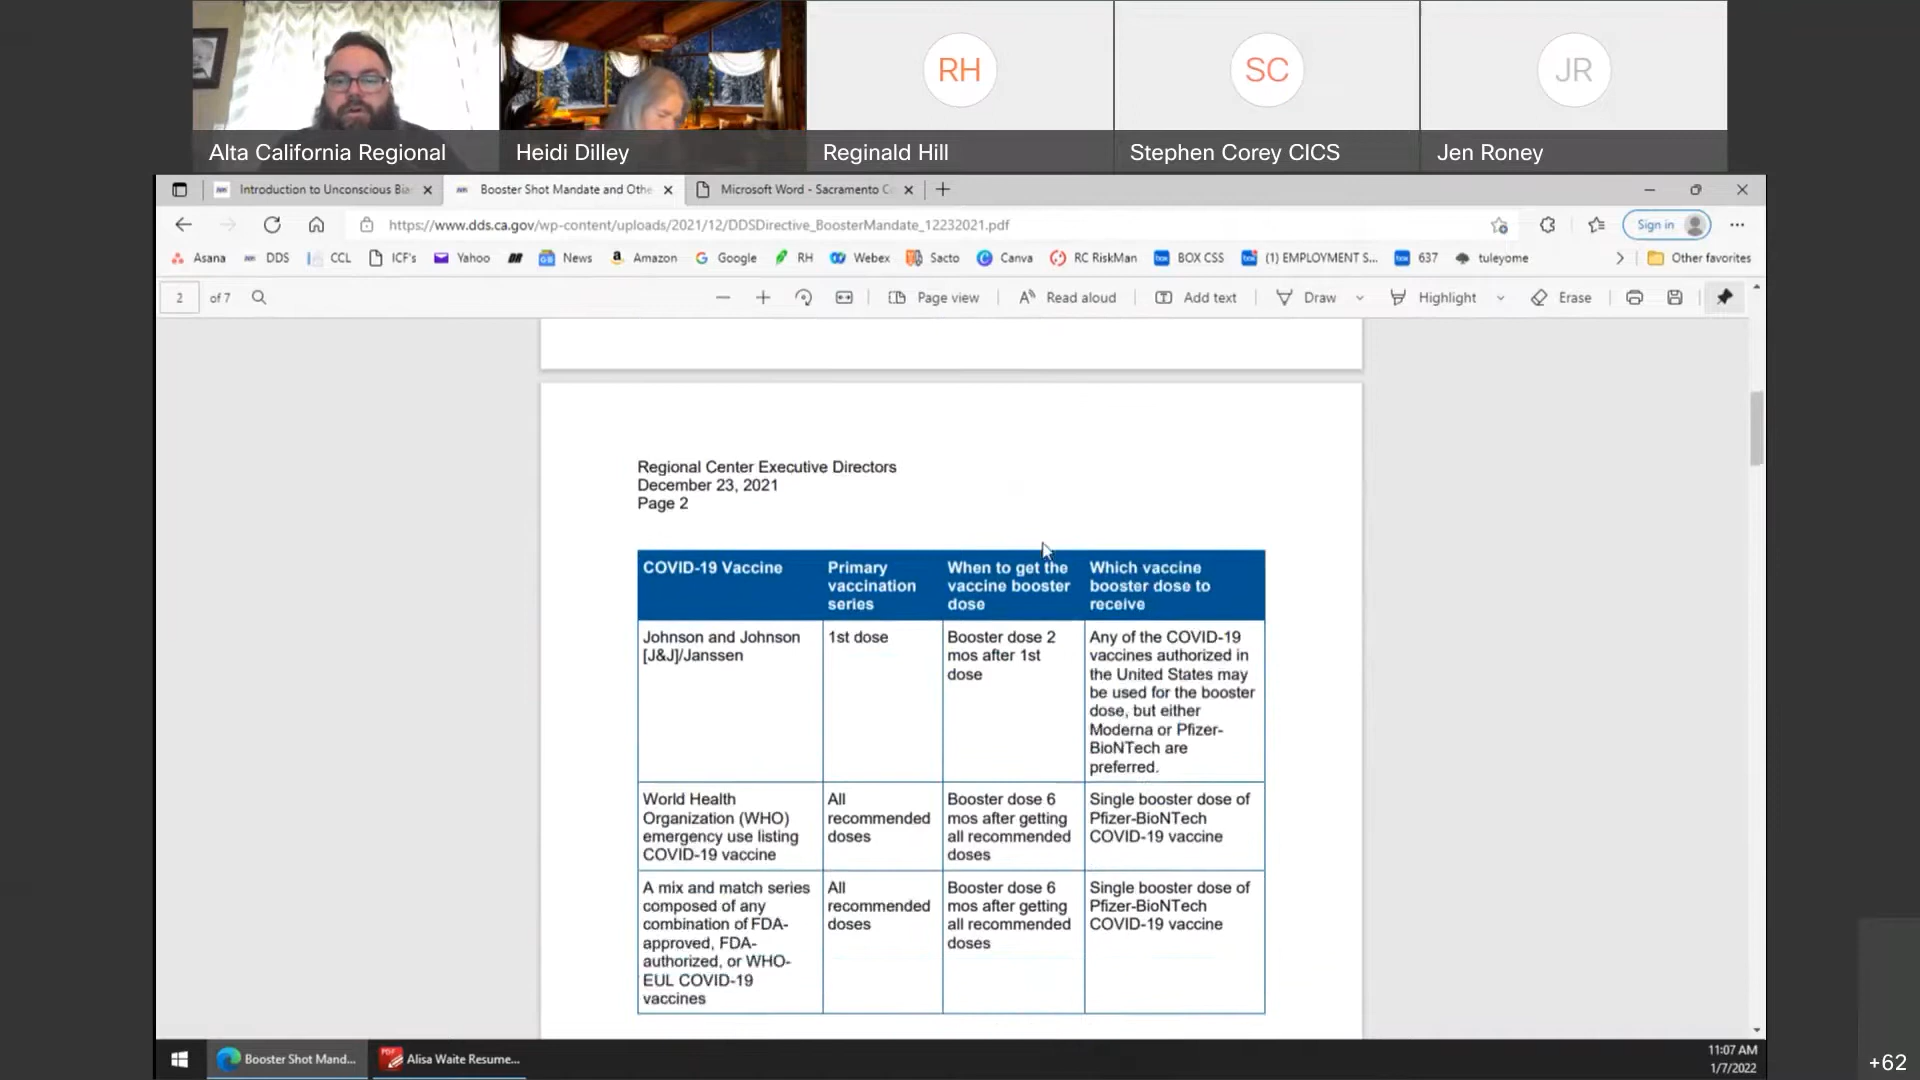 RH
SC
JR
Alta California Regional
Heidi Dilley
Reginald Hill
Stephen Corey CICS
Jen Roney
Introduction to Unconscious Bia
Booster Shot Mandate and Othe
Microsoft Word - Sacramento C
https://www.dds.ca.gov/wp-content/uploads/2021/12/DDSDirective_BoosterMandate_12232021.pdf
Sign in
Asana
DDS
CCL
ICF's
Yahoo
News
Amazon
Google
RH
Webex
Sacto
Canva
RC RiskMan
BOX CSS
(1) EMPLOYMENT S...
637
tuleyome
Other favorites
2 of 7
Page view
Read aloud
Add text
Draw
Highlight
Erase
Regional Center Executive Directors
December 23, 2021
Page 2
COVID-19 Vaccine
Primary
vaccination
series
When to get the
vaccine booster
dose
Which vaccine
booster dose to
receive
Johnson and Johnson
[J&J]/Janssen
1st dose
Booster dose 2
mos after 1st
dose
Any of the COVID-19
vaccines authorized in
the United States may
be used for the booster
dose, but either
Moderna or Pfizer-
BioNTech are
preferred.
World Health
Organization (WHO)
emergency use listing
COVID-19 vaccine
All
recommended
doses
Booster dose 6
mos after getting
all recommended
doses
Single booster dose of
Pfizer-BioNTech
COVID-19 vaccine
A mix and match series
composed of any
combination of FDA-
approved, FDA-
authorized, or WHO-
EUL COVID-19
vaccines
All
recommended
doses
Booster dose 6
mos after getting
all recommended
doses
Single booster dose of
Pfizer-BioNTech
COVID-19 vaccine
Booster Shot Mand...
Alisa Waite Resume...
11:07 AM
1/7/2022
+62